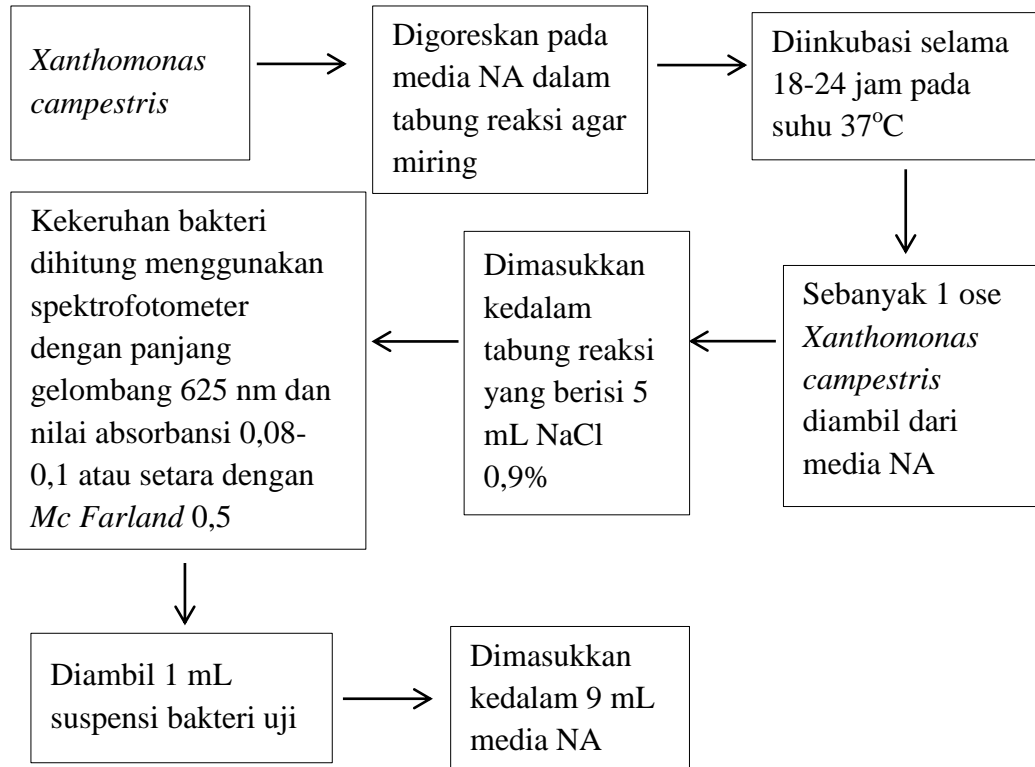 Xanthomonas
campestris
Digoreskan pada
media NA dalam
tabung reaksi agar
miring
Diinkubasi selama
18-24 jam pada
suhu 37°C
Sebanyak 1 ose
Xanthomonas
campestris
diambil dari
media NA
Dimasukkan
kedalam
tabung reaksi
yang berisi 5
mL NaCl
0,9%
Kekeruhan bakteri
dihitung menggunakan
spektrofotometer
dengan panjang
gelombang 625 nm dan
nilai absorbansi 0,08-
0,1 atau setara dengan
Mc Farland 0,5
Diambil 1 mL
suspensi bakteri uji
Dimasukkan
kedalam 9 mL
media NA